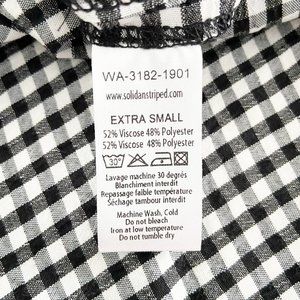 WA-3182-1901
www.solidanstriped.com
EXTRA SMALL
52% Viscose 48% Polyester
52% Viscose 48% Polyester
30°
Lavage machine 30 degrés
Blanchiment interdit
Repassage faible température
Séchage tambour interdit
Machine Wash, Cold
Do not bleach
Iron at low temperature
Do not tumble dry